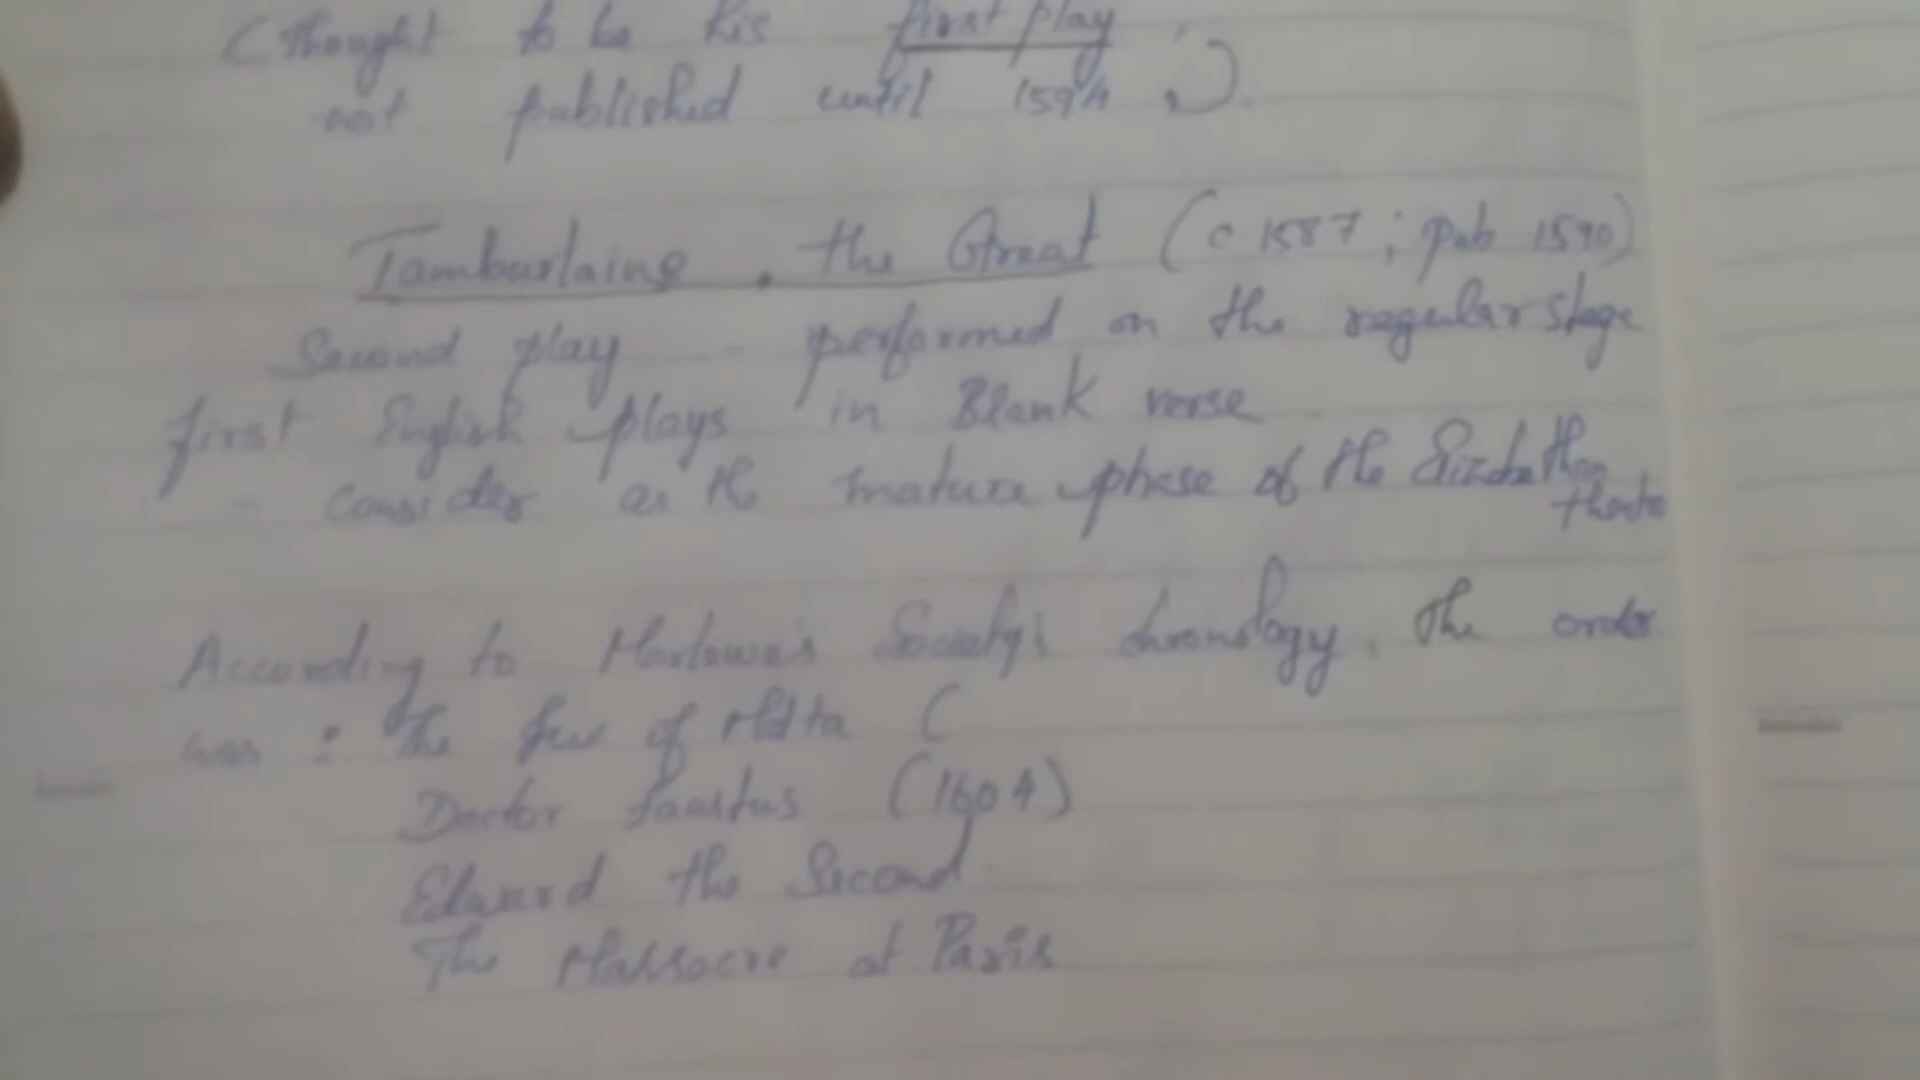 (Thought to be his first play,
not published until 1594,).
Tamburlaine, the Great (c 1587; pub 1590)
Second play - performed on the regular stage
first English plays in Blank verse
- consider as the mature phase of the Elizabethan
theatre
According to Marlowe's Society's chronology, the order
was : The Jew of Malta (
Doctor Faustus (1604)
Edward the Second
The Massacre at Paris